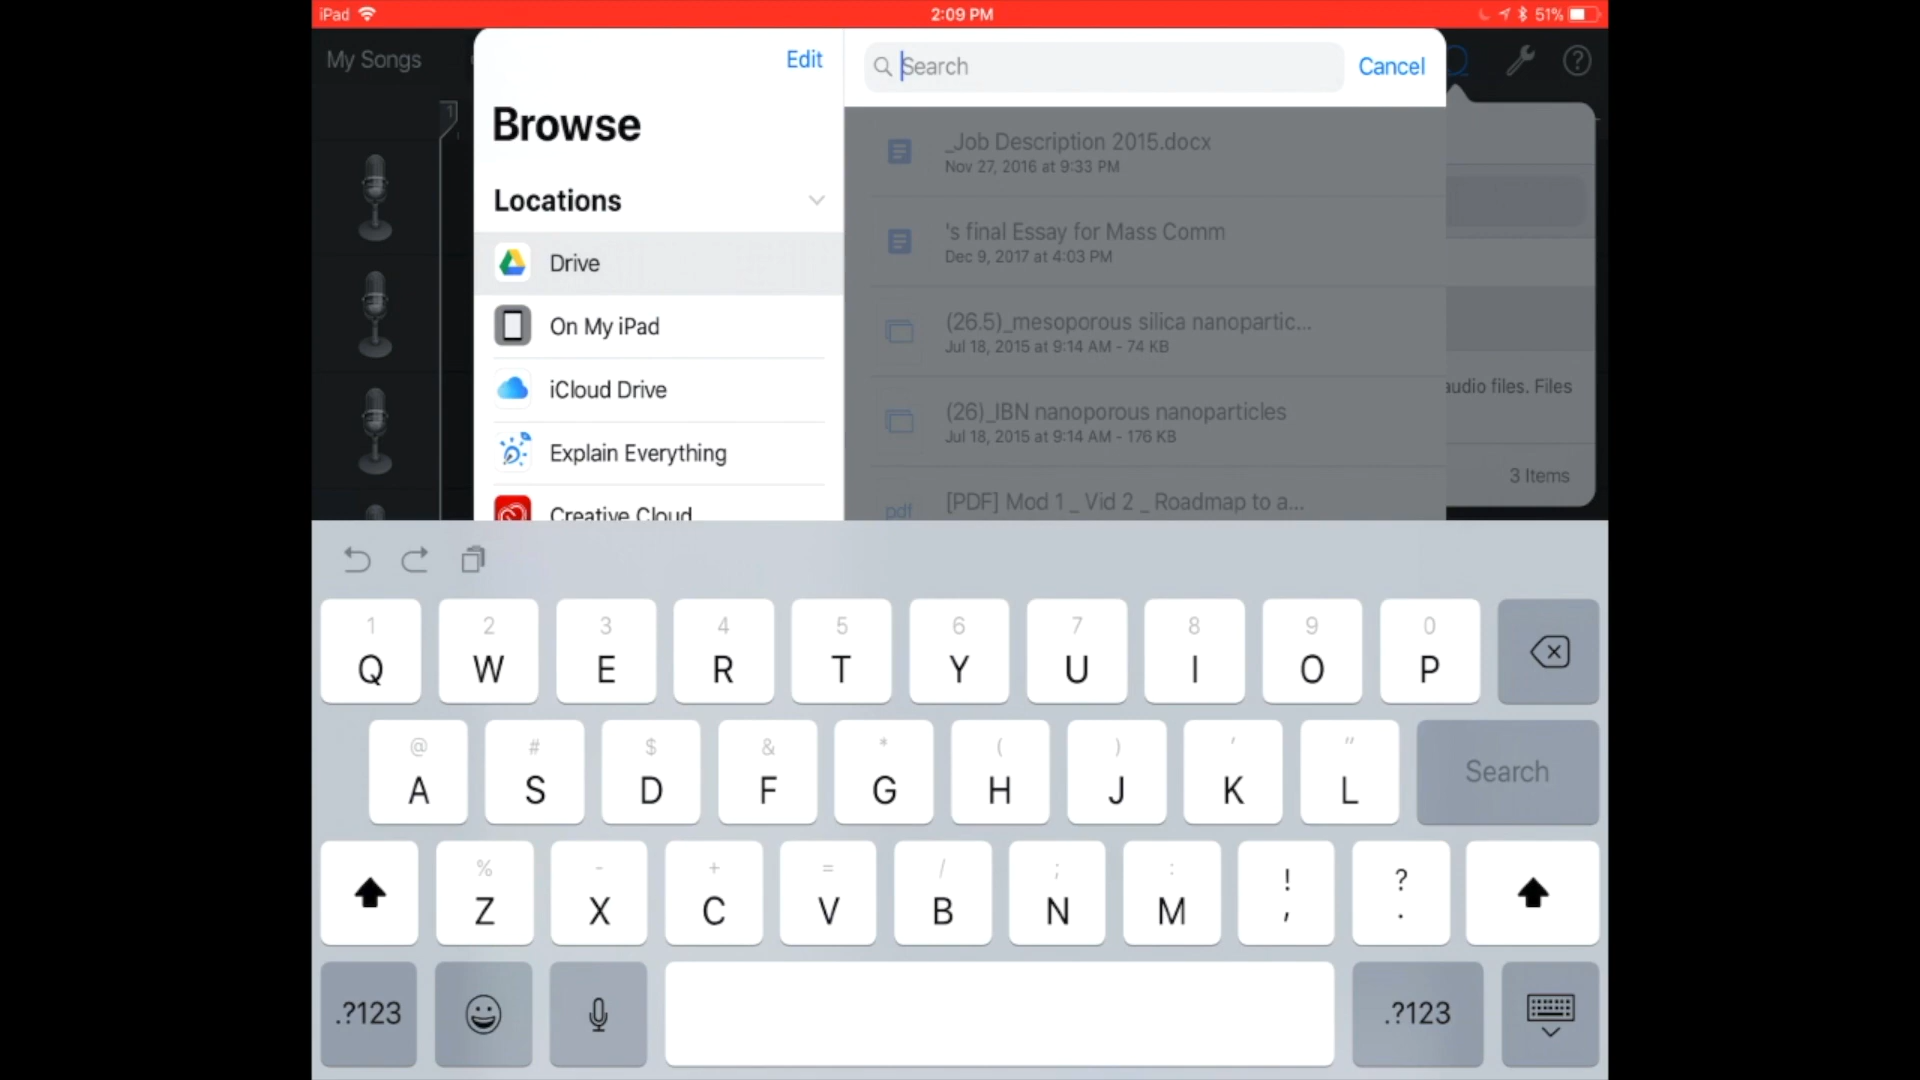 iPad
2:09 PM
51%
My Songs
Edit
Search
Cancel
Browse
Locations
Drive
On My iPad
iCloud Drive
Explain Everything
Creative Cloud
_Job Description 2015.docx
Nov 27, 2016 at 9:33 PM
's final Essay for Mass Comm
Dec 9, 2017 at 4:03 PM
(26.5)_mesoporous silica nanopartic...
Jul 18, 2015 at 9:14 AM - 74 KB
(26)_IBN nanoporous nanoparticles
Jul 18, 2015 at 9:14 AM - 176 KB
pdf
[PDF] Mod 1 _ Vid 2 _ Roadmap to a...
audio files. Files
3 Items
1 2 3 4 5 6 7 8 9 0
Q W E R T Y U I O P
@ # $ & * ( ) ' "
A S D F G H J K L Search
% - + = / ; : ! ?
Z X C V B N M , .
.?123 .?123